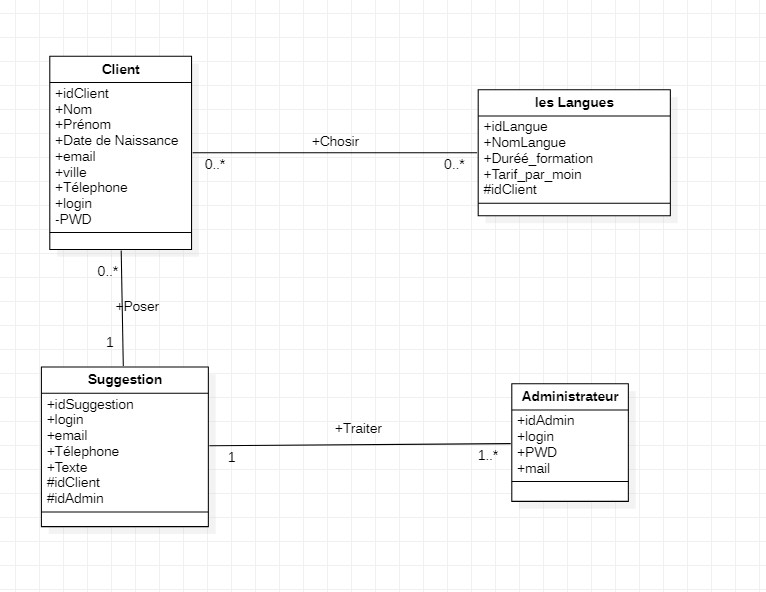 Client
+idClient
+Nom
+Prénom
+Date de Naissance
+email
+ville
+Télephone
+login
-PWD
+Chosir
0..*
0..*
les Langues
+idLangue
+NomLangue
+Duréé_formation
+Tarif_par_moin
#idClient
0..*
+Poser
1
Suggestion
+idSuggestion
+login
+email
+Télephone
+Texte
#idClient
#idAdmin
+Traiter
1
1..*
Administrateur
+idAdmin
+login
+PWD
+mail